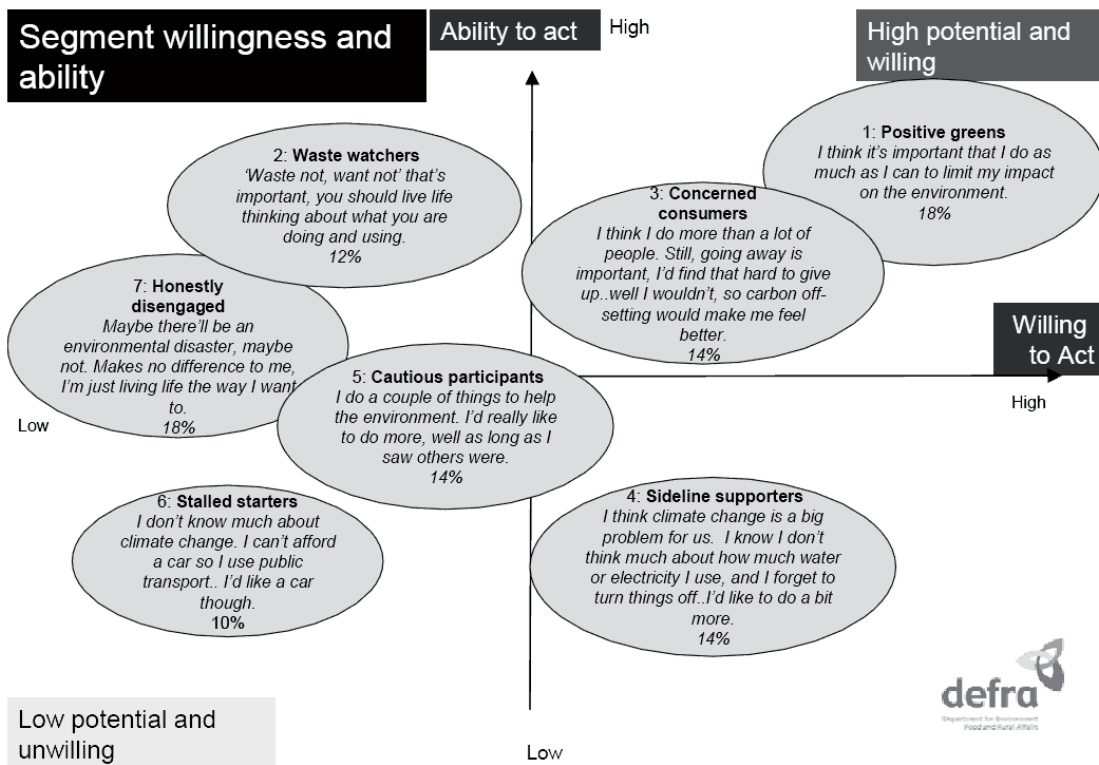 Segment willingness and
ability
Ability to act
High
High potential and
willing
1: Positive greens
I think it's important that I do as
much as I can to limit my impact
on the environment.
18%
2: Waste watchers
'Waste not, want not' that's
important, you should live life
thinking about what you are
doing and using.
12%
3: Concerned
consumers
I think I do more than a lot of
people. Still, going away is
important, I'd find that hard to give
up..well I wouldn't, so carbon off-
setting would make me feel
better.
14%
7: Honestly
disengaged
Maybe there'll be an
environmental disaster, maybe
not. Makes no difference to me,
I'm just living life the way I want
to.
18%
Willing
to Act
High
Low
5: Cautious participants
I do a couple of things to help
the environment. I'd really like
to do more, well as long as I
saw others were.
14%
6: Stalled starters
I don't know much about
climate change. I can't afford
a car so I use public
transport.. I'd like a car
though.
10%
4: Sideline supporters
I think climate change is a big
problem for us. I know I don't
think much about how much water
or electricity I use, and I forget to
turn things off..I'd like to do a bit
more.
14%
defra
Department for Environment
Food and Rural Affairs
Low potential and
unwilling
Low